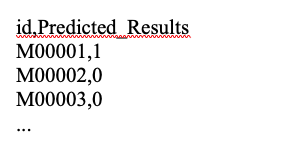 id,Predicted_Results
M00001,1
M00002,0
M00003,0
...